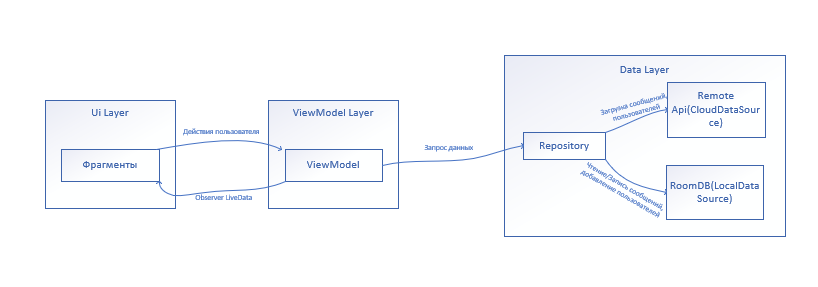 Ui Layer
Фрагменты
Действия пользователя
Observer LiveData
ViewModel Layer
ViewModel
Запрос данных
Data Layer
Repository
Загрузка сообщений,
пользователей
Remote
Api(CloudDataSour
ce)
Чтение/Запись сообщений,
добавление пользователей
RoomDB(LocalData
Source)